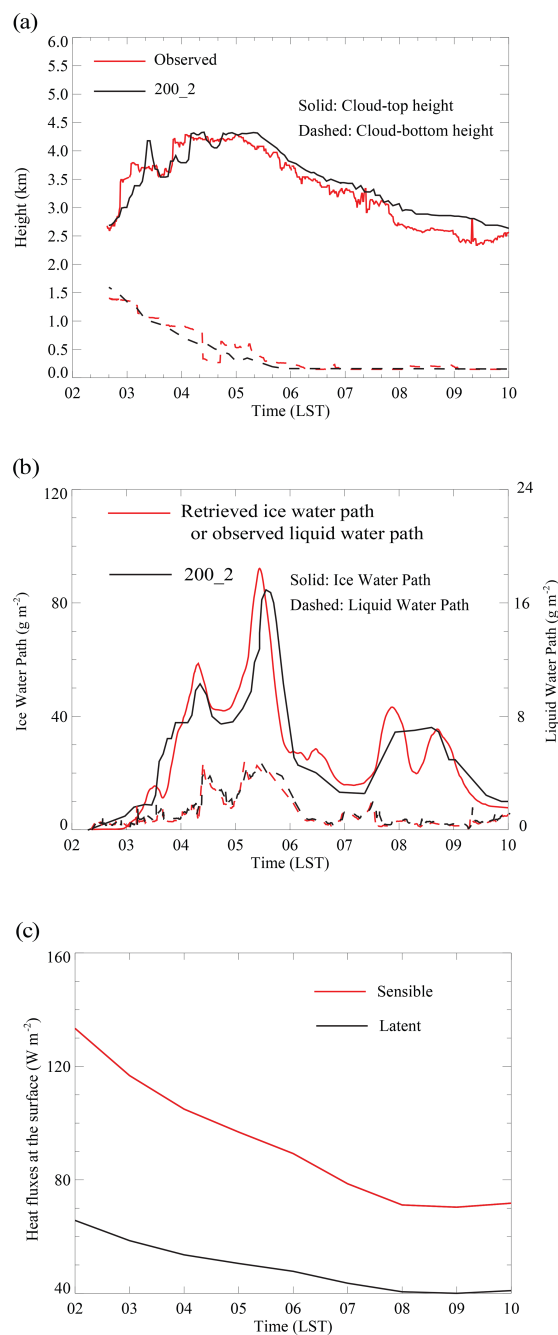 (a)
6.0
5.5
5.0
4.5
4.0
3.5
3.0
2.5
2.0
1.5
1.0
0.5
0.0
Height (km)
Observed
200_2
Solid: Cloud-top height
Dashed: Cloud-bottom height
02 03 04 05 06 07 08 09 10
Time (LST)
(b)
120
80
40
0
Ice Water Path (g m-2)
24
16
8
0
Liquid Water Path (g m-2)
Retrieved ice water path
or observed liquid water path
200_2
Solid: Ice Water Path
Dashed: Liquid Water Path
02 03 04 05 06 07 08 09 10
Time (LST)
(c)
160
120
80
40
Heat fluxes at the surface (W m-2)
Sensible
Latent
02 03 04 05 06 07 08 09 10
Time (LST)